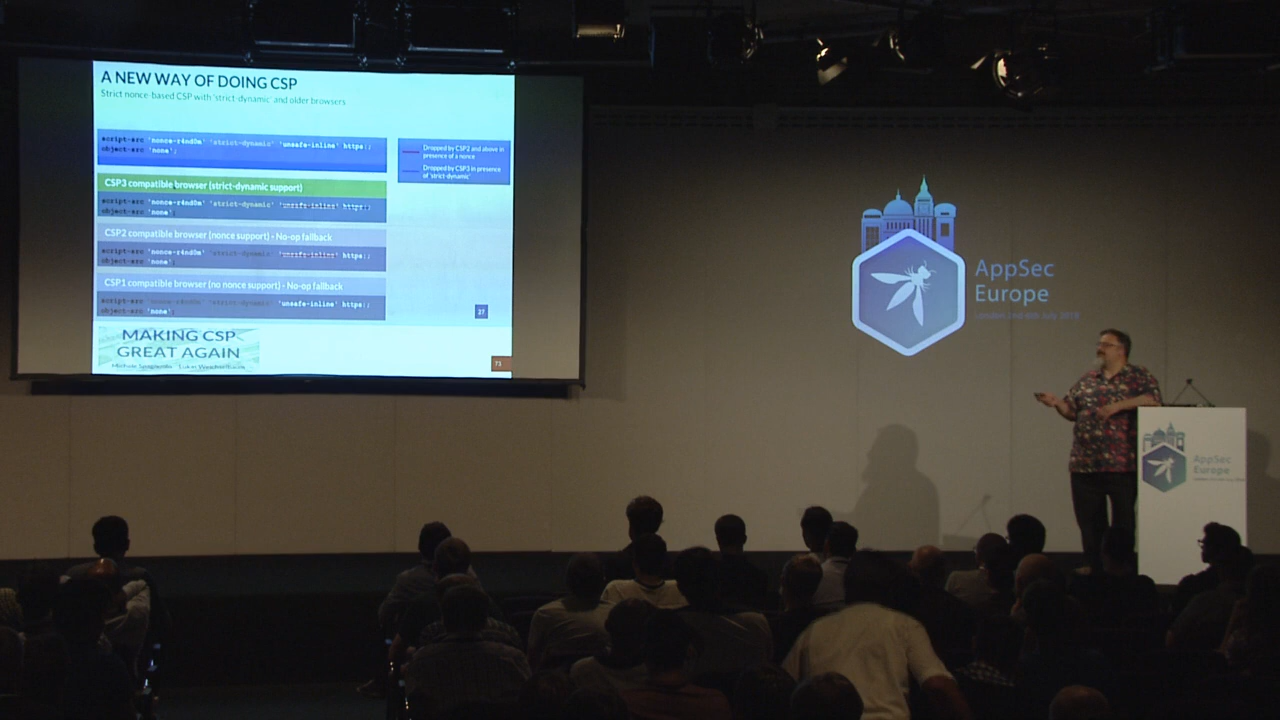 A NEW WAY OF DOING CSP
Strict nonce-based CSP with 'strict-dynamic' and older browsers
script-src 'nonce-r4nd0m' 'strict-dynamic' 'unsafe-inline' https:;
object-src 'none';
Dropped by CSP2 and above in
presence of a nonce
Dropped by CSP3 in presence
of 'strict-dynamic'
CSP3 compatible browser (strict-dynamic support)
script-src 'nonce-r4nd0m' 'strict-dynamic' 'unsafe-inline' https:;
object-src 'none';
CSP2 compatible browser (nonce support) - No-op fallback
script-src 'nonce-r4nd0m' 'strict-dynamic' 'unsafe-inline' https:;
object-src 'none';
CSP1 compatible browser (no nonce support) - No-op fallback
script-src 'nonce-r4nd0m' 'strict-dynamic' 'unsafe-inline' https:;
object-src 'none';
27
MAKING CSP
GREAT AGAIN
73
AppSec
Europe
London 2nd-6th July 2018
AppSec
Europe